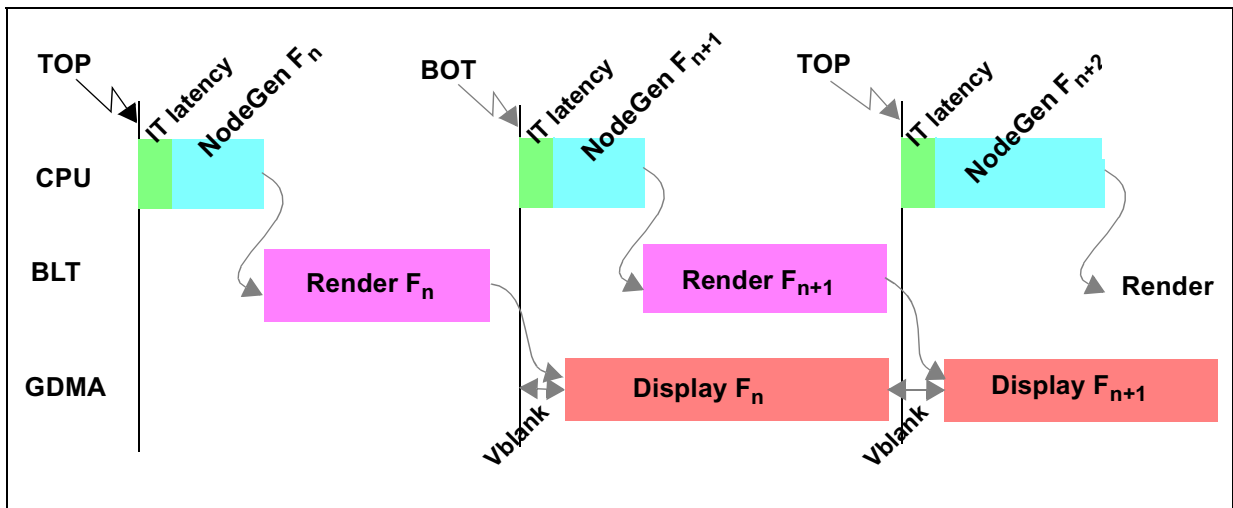 TOP
IT latency
NodeGen Fn
BOT
IT latency
NodeGen Fn+1
TOP
IT latency
NodeGen Fn+2
CPU
BLT
Render Fn
Render Fn+1
Render
GDMA
Display Fn
Display Fn+1
Vblank
Vblank